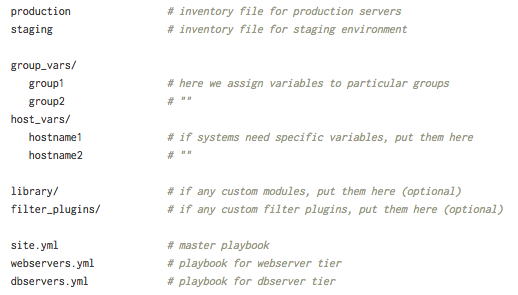 production                # inventory file for production servers
staging                   # inventory file for staging environment

group_vars/
   group1                 # here we assign variables to particular groups
   group2                 # ""
host_vars/
   hostname1              # if systems need specific variables, put them here
   hostname2              # ""

library/                  # if any custom modules, put them here (optional)
filter_plugins/           # if any custom filter plugins, put them here (optional)

site.yml                  # master playbook
webservers.yml            # playbook for webserver tier
dbservers.yml             # playbook for dbserver tier